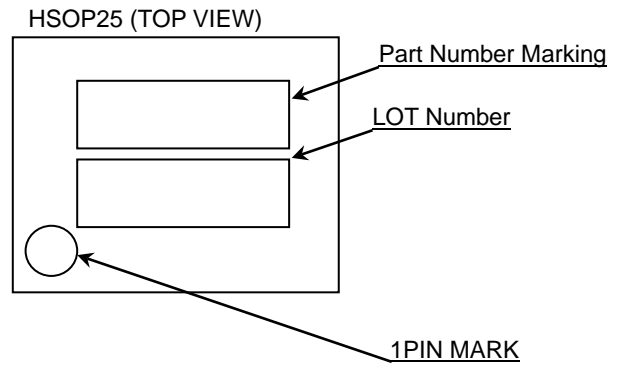 HSOP25 (TOP VIEW)
Part Number Marking
LOT Number
1PIN MARK